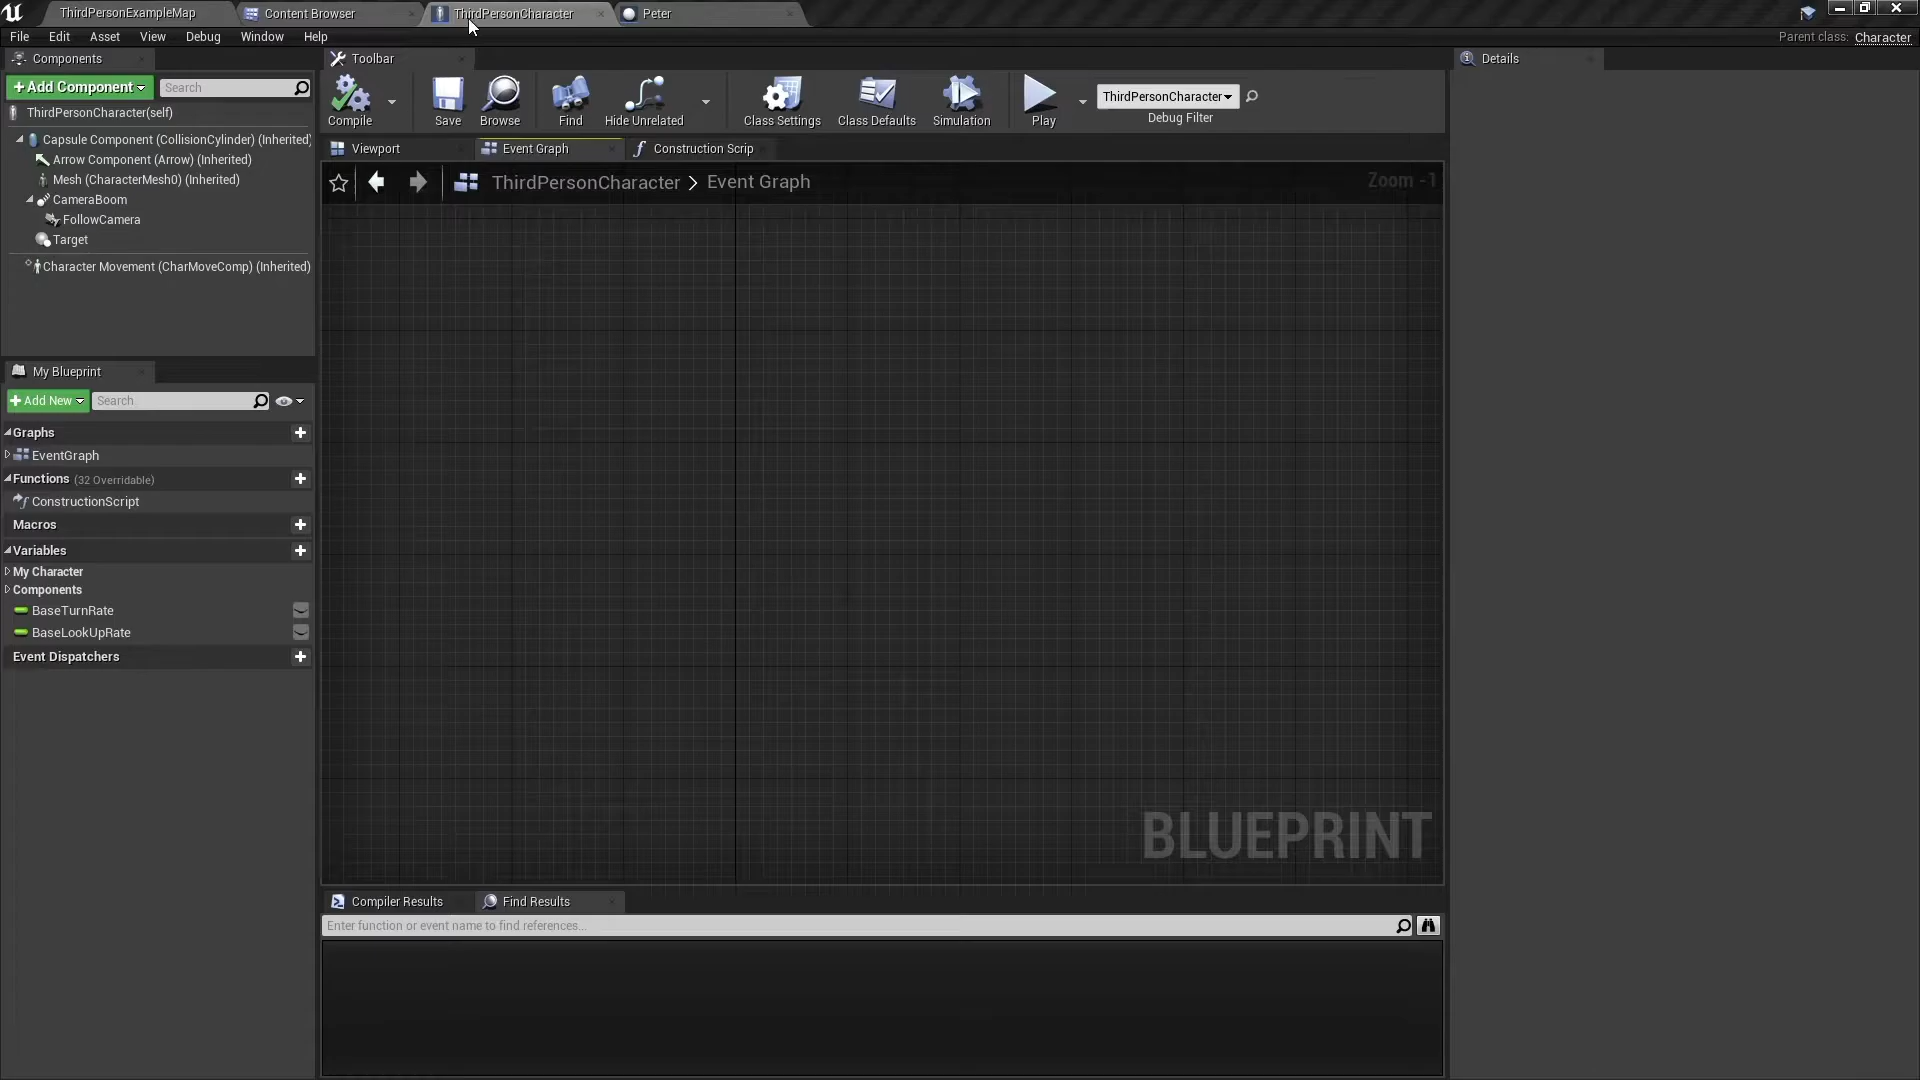 ThirdPersonExampleMap
Content Browser
ThirdPersonCharacter
Peter
File Edit Asset View Debug Window Help
Parent class: Character
Components
Toolbar
Details
+ Add Component
Search
ThirdPersonCharacter(self)
Capsule Component (CollisionCylinder) (Inherited)
Arrow Component (Arrow) (Inherited)
Mesh (CharacterMesh0) (Inherited)
CameraBoom
FollowCamera
Target
Character Movement (CharMoveComp) (Inherited)
Compile
Save
Browse
Find
Hide Unrelated
Class Settings
Class Defaults
Simulation
Play
ThirdPersonCharacter
Debug Filter
Viewport
Event Graph
Construction Scrip
ThirdPersonCharacter > Event Graph
Zoom -1
My Blueprint
+ Add New
Search
Graphs
EventGraph
Functions (32 Overridable)
ConstructionScript
Macros
Variables
My Character
Components
BaseTurnRate
BaseLookUpRate
Event Dispatchers
BLUEPRINT
Compiler Results
Find Results
Enter function or event name to find references...